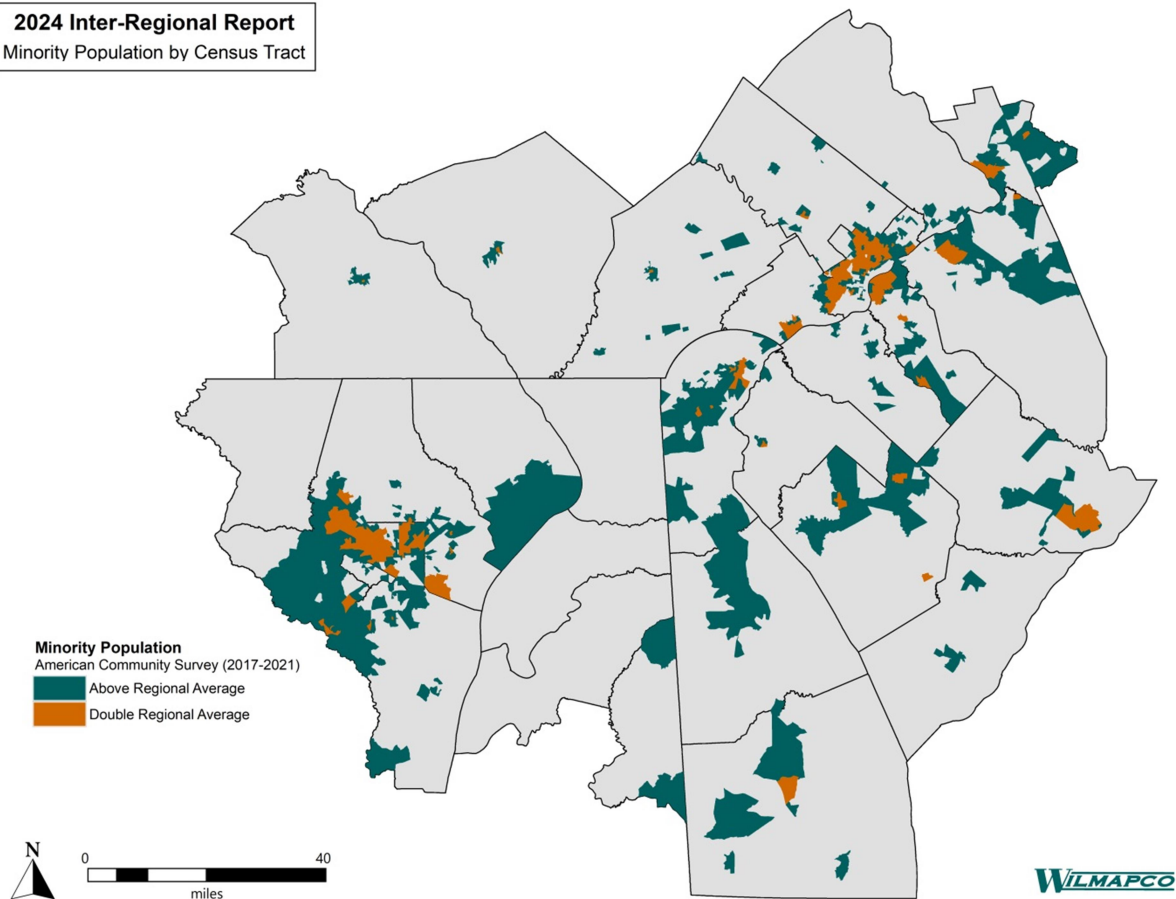 2024 Inter-Regional Report
Minority Population by Census Tract
Minority Population
American Community Survey (2017-2021)
Above Regional Average
Double Regional Average
N
0 40
miles
WILMAPCO